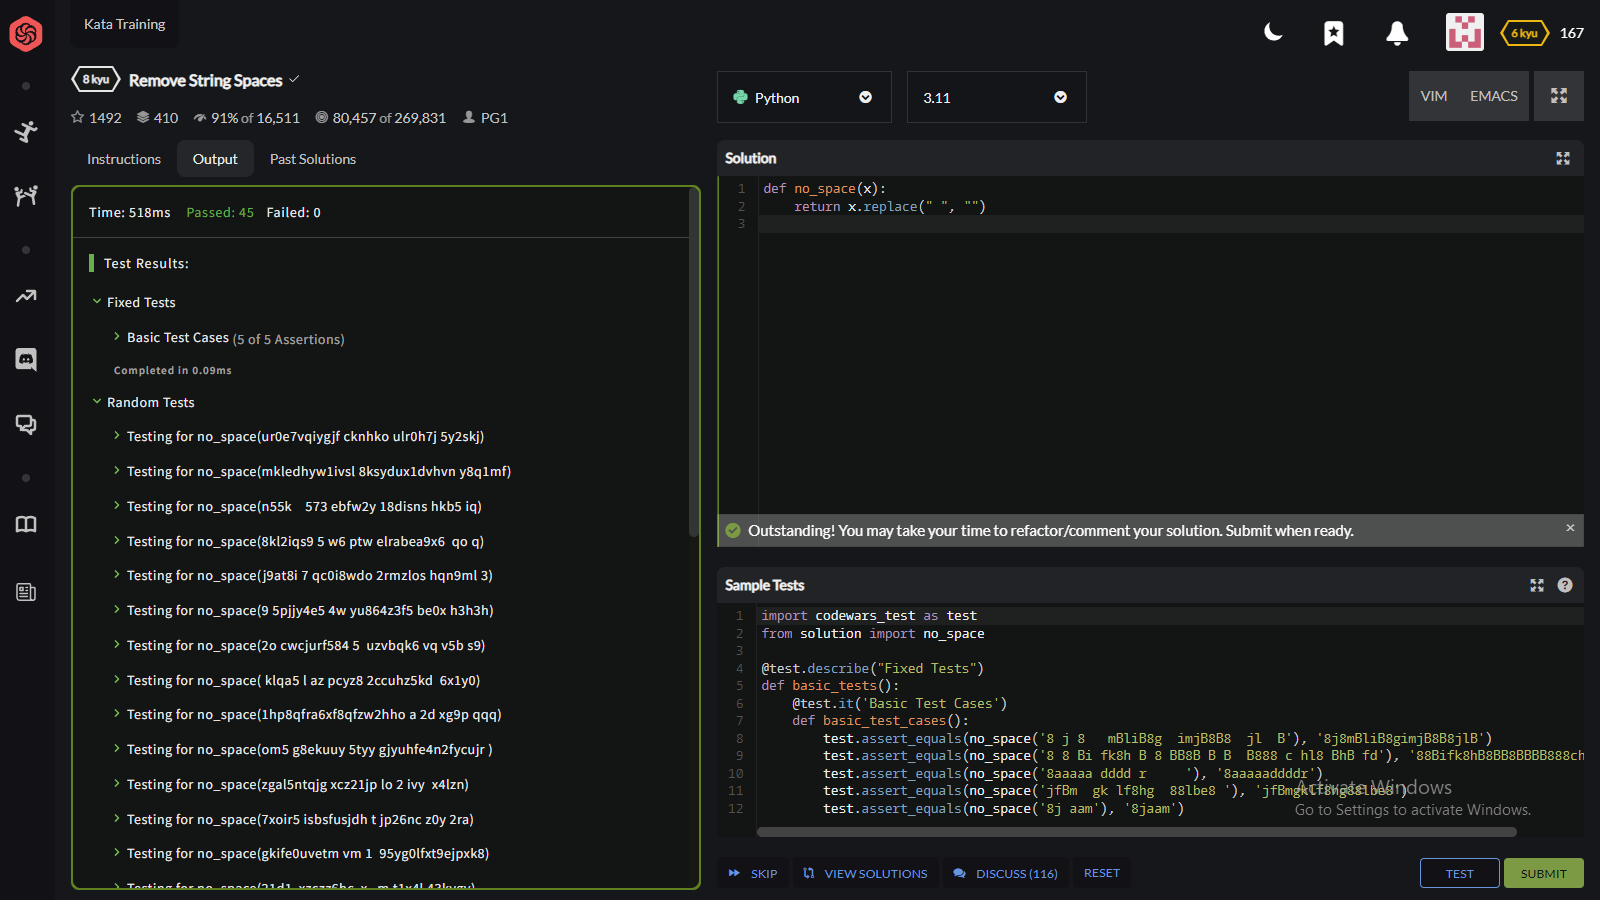 Kata Training
6 kyu
167
8 kyu
Remove String Spaces
1492
410
91% of 16,511
80,457 of 269,831
PG1
Instructions
Output
Past Solutions
Time: 518ms Passed: 45 Failed: 0
Test Results:
Fixed Tests
Basic Test Cases (5 of 5 Assertions)
Completed in 0.09ms
Random Tests
Testing for no_space(ur0e7vqiygjf cknhko ulr0h7j 5y2skj)
Testing for no_space(mkledhyw1ivsl 8ksydux1dvhvn y8q1mf)
Testing for no_space(n55k    573 ebfw2y 18disns hkb5 iq)
Testing for no_space(8kl2iqs9 5 w6 ptw elrabea9x6  qo q)
Testing for no_space(j9at8i 7 qc0i8wdo 2rmzlos hqn9ml 3)
Testing for no_space(9 5pjjy4e5 4w yu864z3f5 be0x h3h3h)
Testing for no_space(2o cwcjurf584 5  uzvbqk6 vq v5b s9)
Testing for no_space( klqa5 l az pcyz8 2ccuhz5kd  6x1y0)
Testing for no_space(1hp8qfra6xf8qfzw2hho a 2d xg9p qqq)
Testing for no_space(om5 g8ekuuy 5tyy gjyuhfe4n2fycujr )
Testing for no_space(zgal5ntqjg xcz21jp lo 2 ivy  x4lzn)
Testing for no_space(7xoir5 isbsfusjdh t jp26nc z0y 2ra)
Testing for no_space(gkife0uvetm vm 1  95yg0lfxt9ejpxk8)
Python
3.11
VIM
EMACS
Solution
1 def no_space(x):
2     return x.replace(" ", "")
3
Outstanding! You may take your time to refactor/comment your solution. Submit when ready.
Sample Tests
?
1 import codewars_test as test
2 from solution import no_space
3
4 @test.describe("Fixed Tests")
5 def basic_tests():
6     @test.it('Basic Test Cases')
7     def basic_test_cases():
8         test.assert_equals(no_space('8 j 8   mBliB8g  imjB8B8  jl  B'), '8j8mBliB8gimjB8B8jlB')
9         test.assert_equals(no_space('8 8 Bi fk8h B 8 BB8B B B  B888 c hl8 BhB fd'), '88Bifk8hB8BB8BBBB888ch
10         test.assert_equals(no_space('8aaaaa dddd r     '), '8aaaaaddddr')
11         test.assert_equals(no_space('jfBm  gk lf8hg  88lbe8 '), 'jfBmgklf8hg88lbe8')
12         test.assert_equals(no_space('8j aam'), '8jaam')
Activate Windows
Go to Settings to activate Windows.
SKIP
VIEW SOLUTIONS
DISCUSS (116)
RESET
TEST
SUBMIT